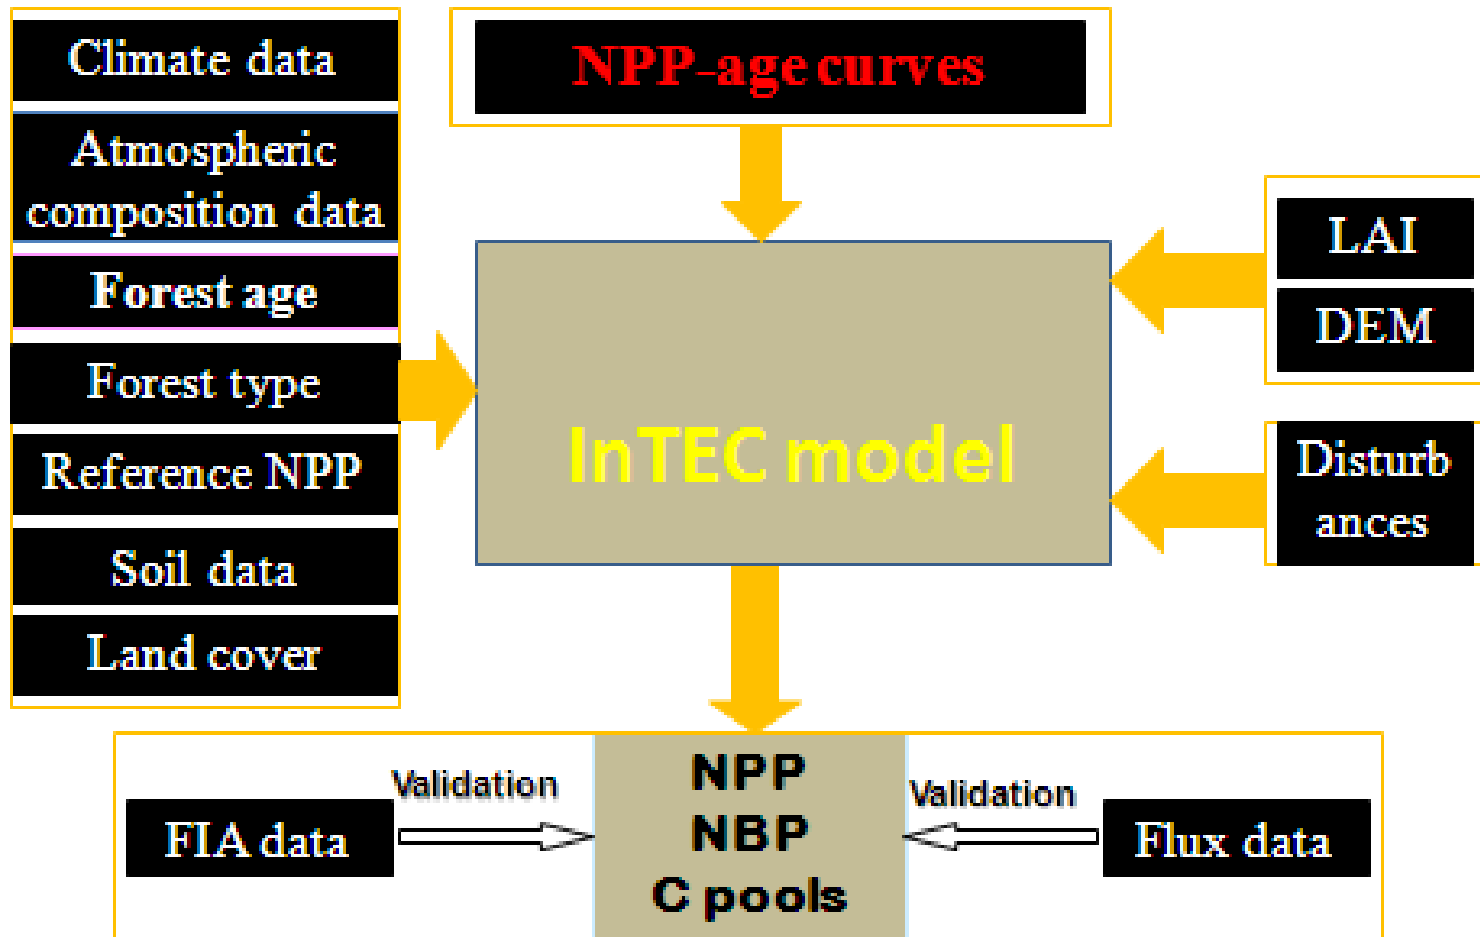 Climate data
Atmospheric
composition data
Forest age
Forest type
Reference NPP
Soil data
Land cover
NPP-age curves
InTEC model
LAI
DEM
Disturb
ances
Validation
FIA data
NPP
NBP
C pools
Validation
Flux data